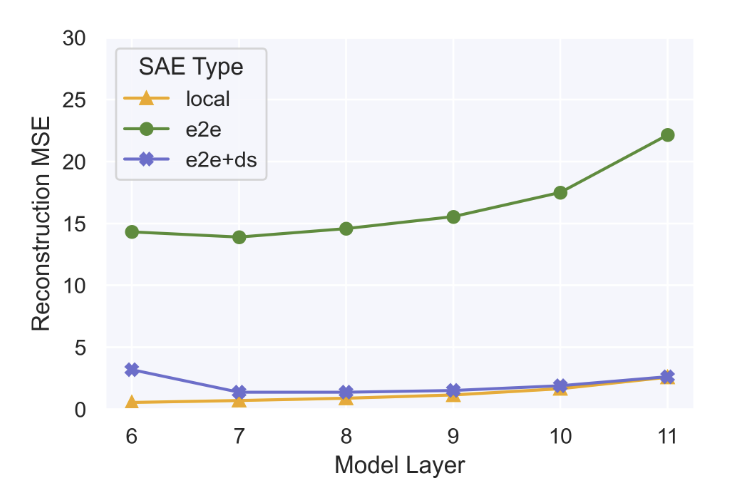 30
25
20
15
10
5
0
Reconstruction MSE
SAE Type
local
e2e
e2e+ds
6 7 8 9 10 11
Model Layer